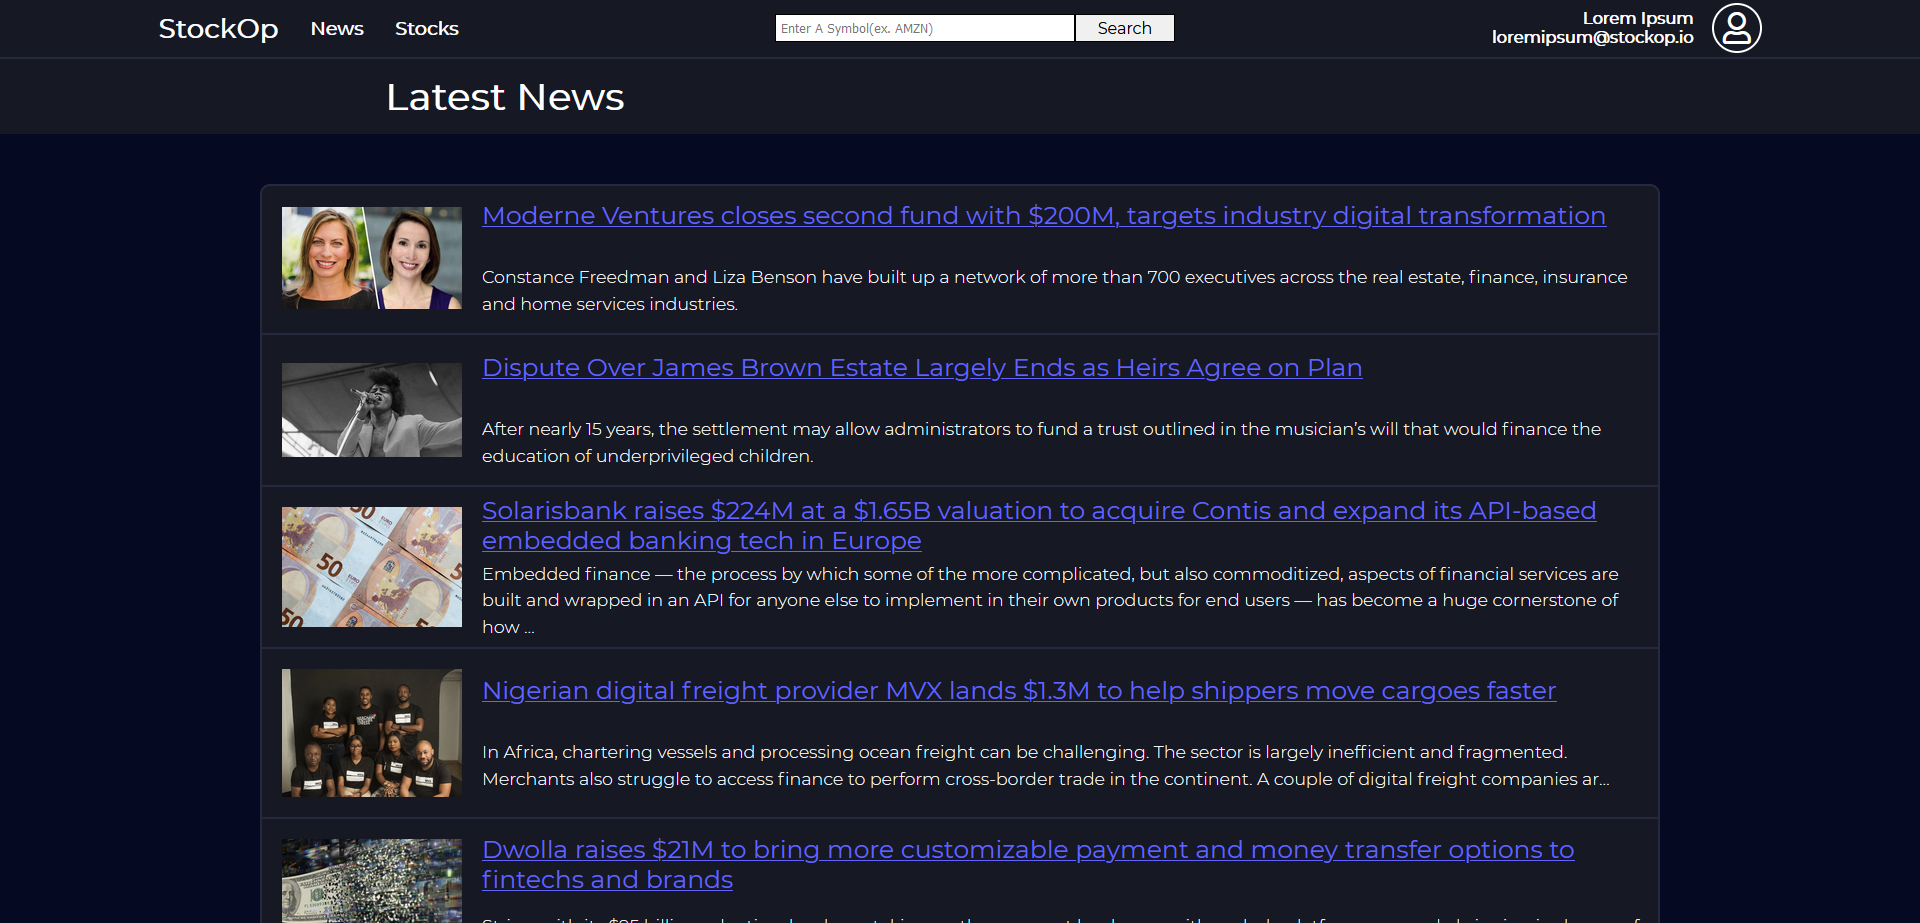 StockOp News Stocks Enter A Symbol(ex. AMZN) Search Lorem Ipsum
loremipsum@stockop.io
Latest News
Moderne Ventures closes second fund with $200M, targets industry digital transformation
Constance Freedman and Liza Benson have built up a network of more than 700 executives across the real estate, finance, insurance
and home services industries.
Dispute Over James Brown Estate Largely Ends as Heirs Agree on Plan
After nearly 15 years, the settlement may allow administrators to fund a trust outlined in the musician’s will that would finance the
education of underprivileged children.
50
EURO
50
EURO
50
50
Solarisbank raises $224M at a $1.65B valuation to acquire Contis and expand its API-based
embedded banking tech in Europe
Embedded finance — the process by which some of the more complicated, but also commoditized, aspects of financial services are
built and wrapped in an API for anyone else to implement in their own products for end users — has become a huge cornerstone of
how ...
Nigerian digital freight provider MVX lands $1.3M to help shippers move cargoes faster
In Africa, chartering vessels and processing ocean freight can be challenging. The sector is largely inefficient and fragmented.
Merchants also struggle to access finance to perform cross-border trade in the continent. A couple of digital freight companies ar...
Dwolla raises $21M to bring more customizable payment and money transfer options to
fintechs and brands